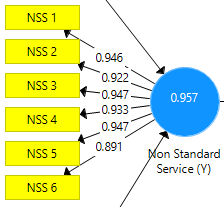 NSS 1
0.946
NSS 2
0.922
NSS 3
0.947
0.957
NSS 4
0.933
0.947
NSS 5
0.891
Non Standard
Service (Y)
NSS 6